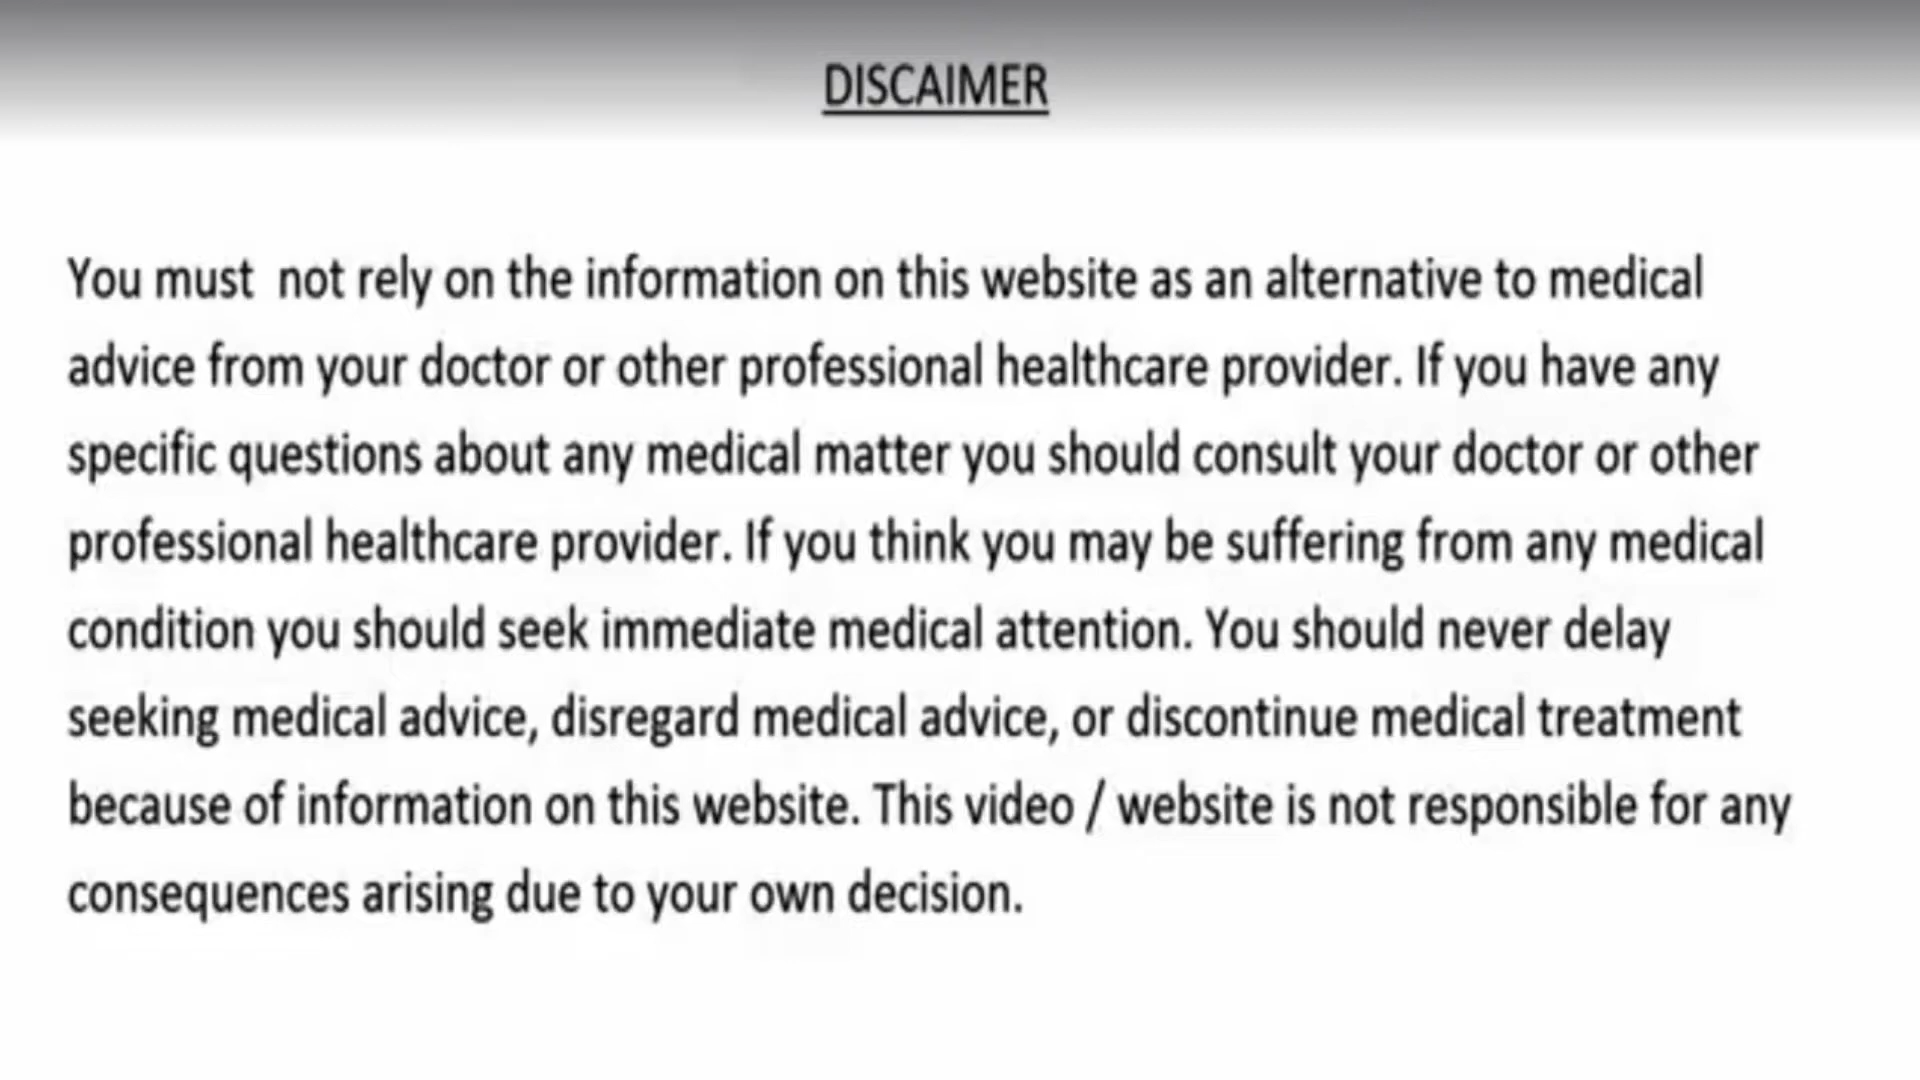 DISCAIMER
You must  not rely on the information on this website as an alternative to medical
advice from your doctor or other professional healthcare provider. If you have any
specific questions about any medical matter you should consult your doctor or other
professional healthcare provider. If you think you may be suffering from any medical
condition you should seek immediate medical attention. You should never delay
seeking medical advice, disregard medical advice, or discontinue medical treatment
because of information on this website. This video / website is not responsible for any
consequences arising due to your own decision.